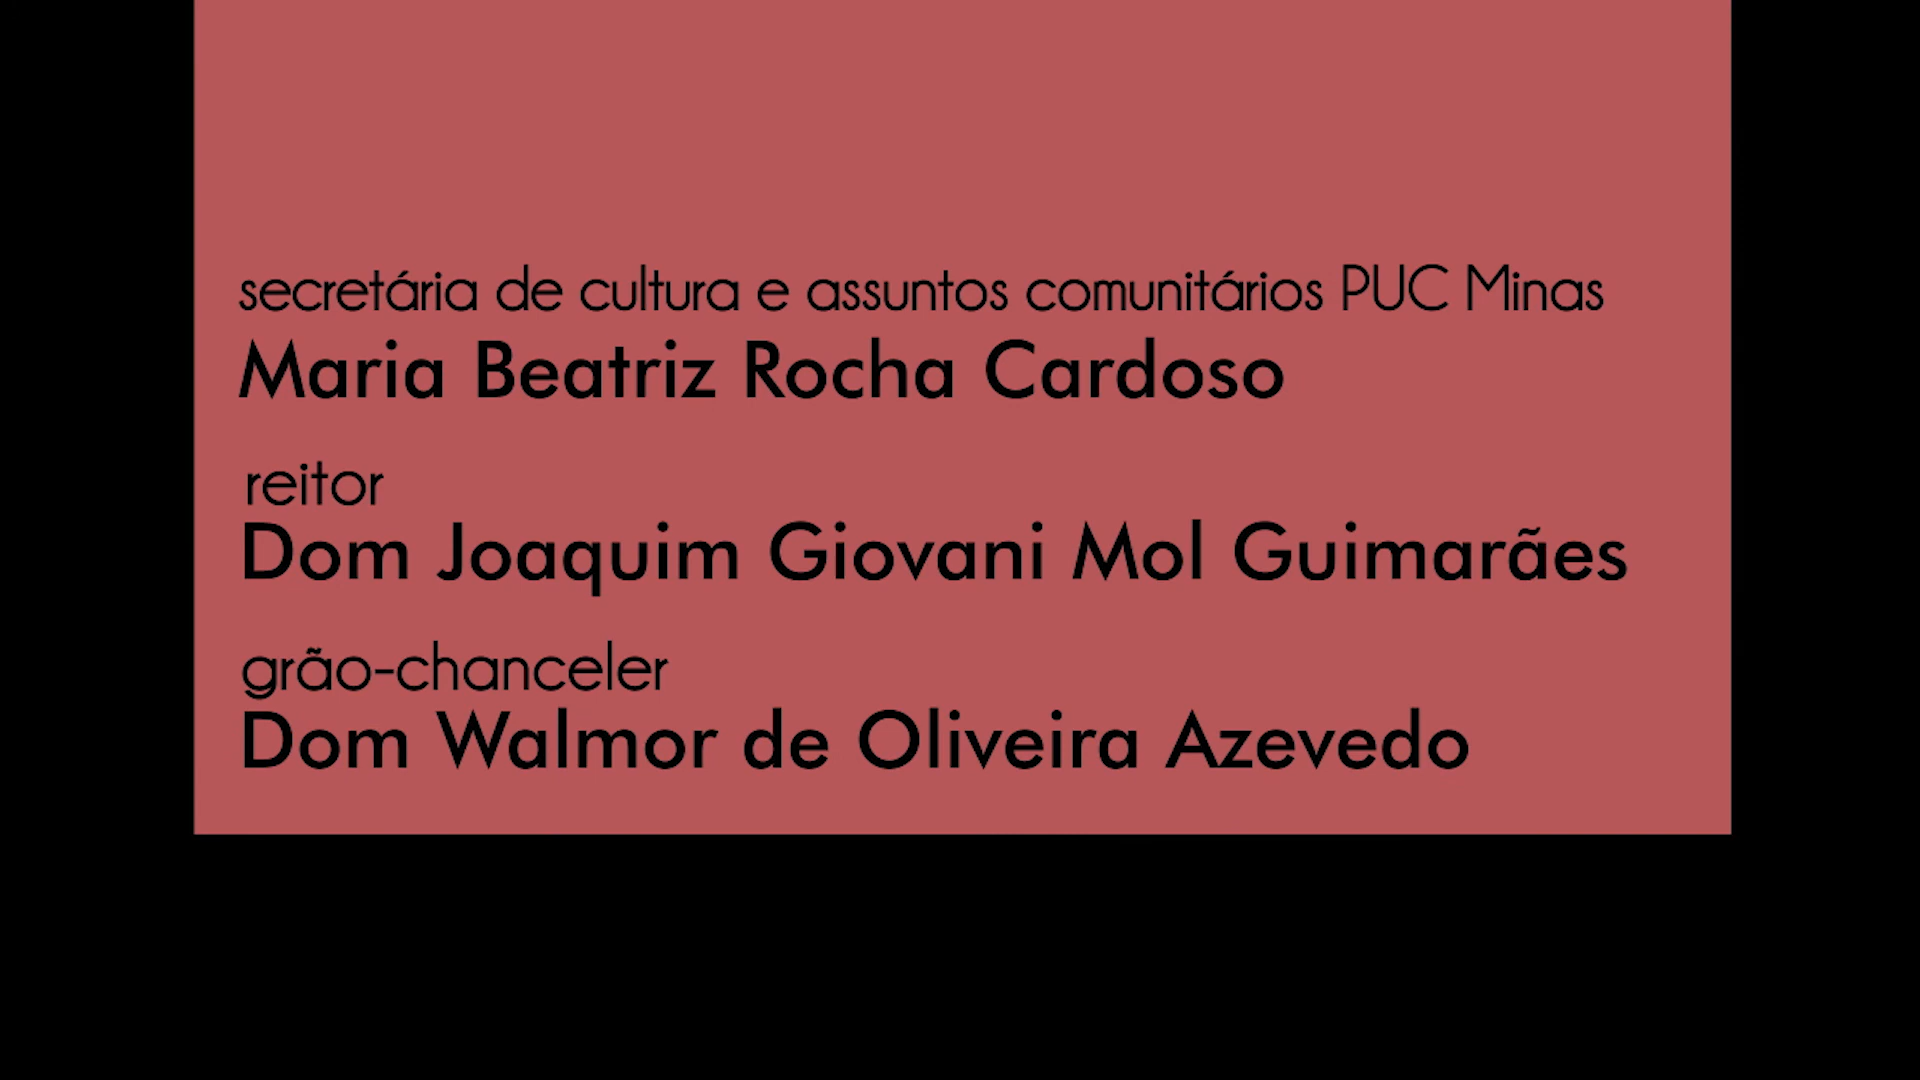 secretária de cultura e assuntos comunitários PUC Minas
Maria Beatriz Rocha Cardoso
reitor
Dom Joaquim Giovani Mol Guimarães
grão-chanceler
Dom Walmor de Oliveira Azevedo